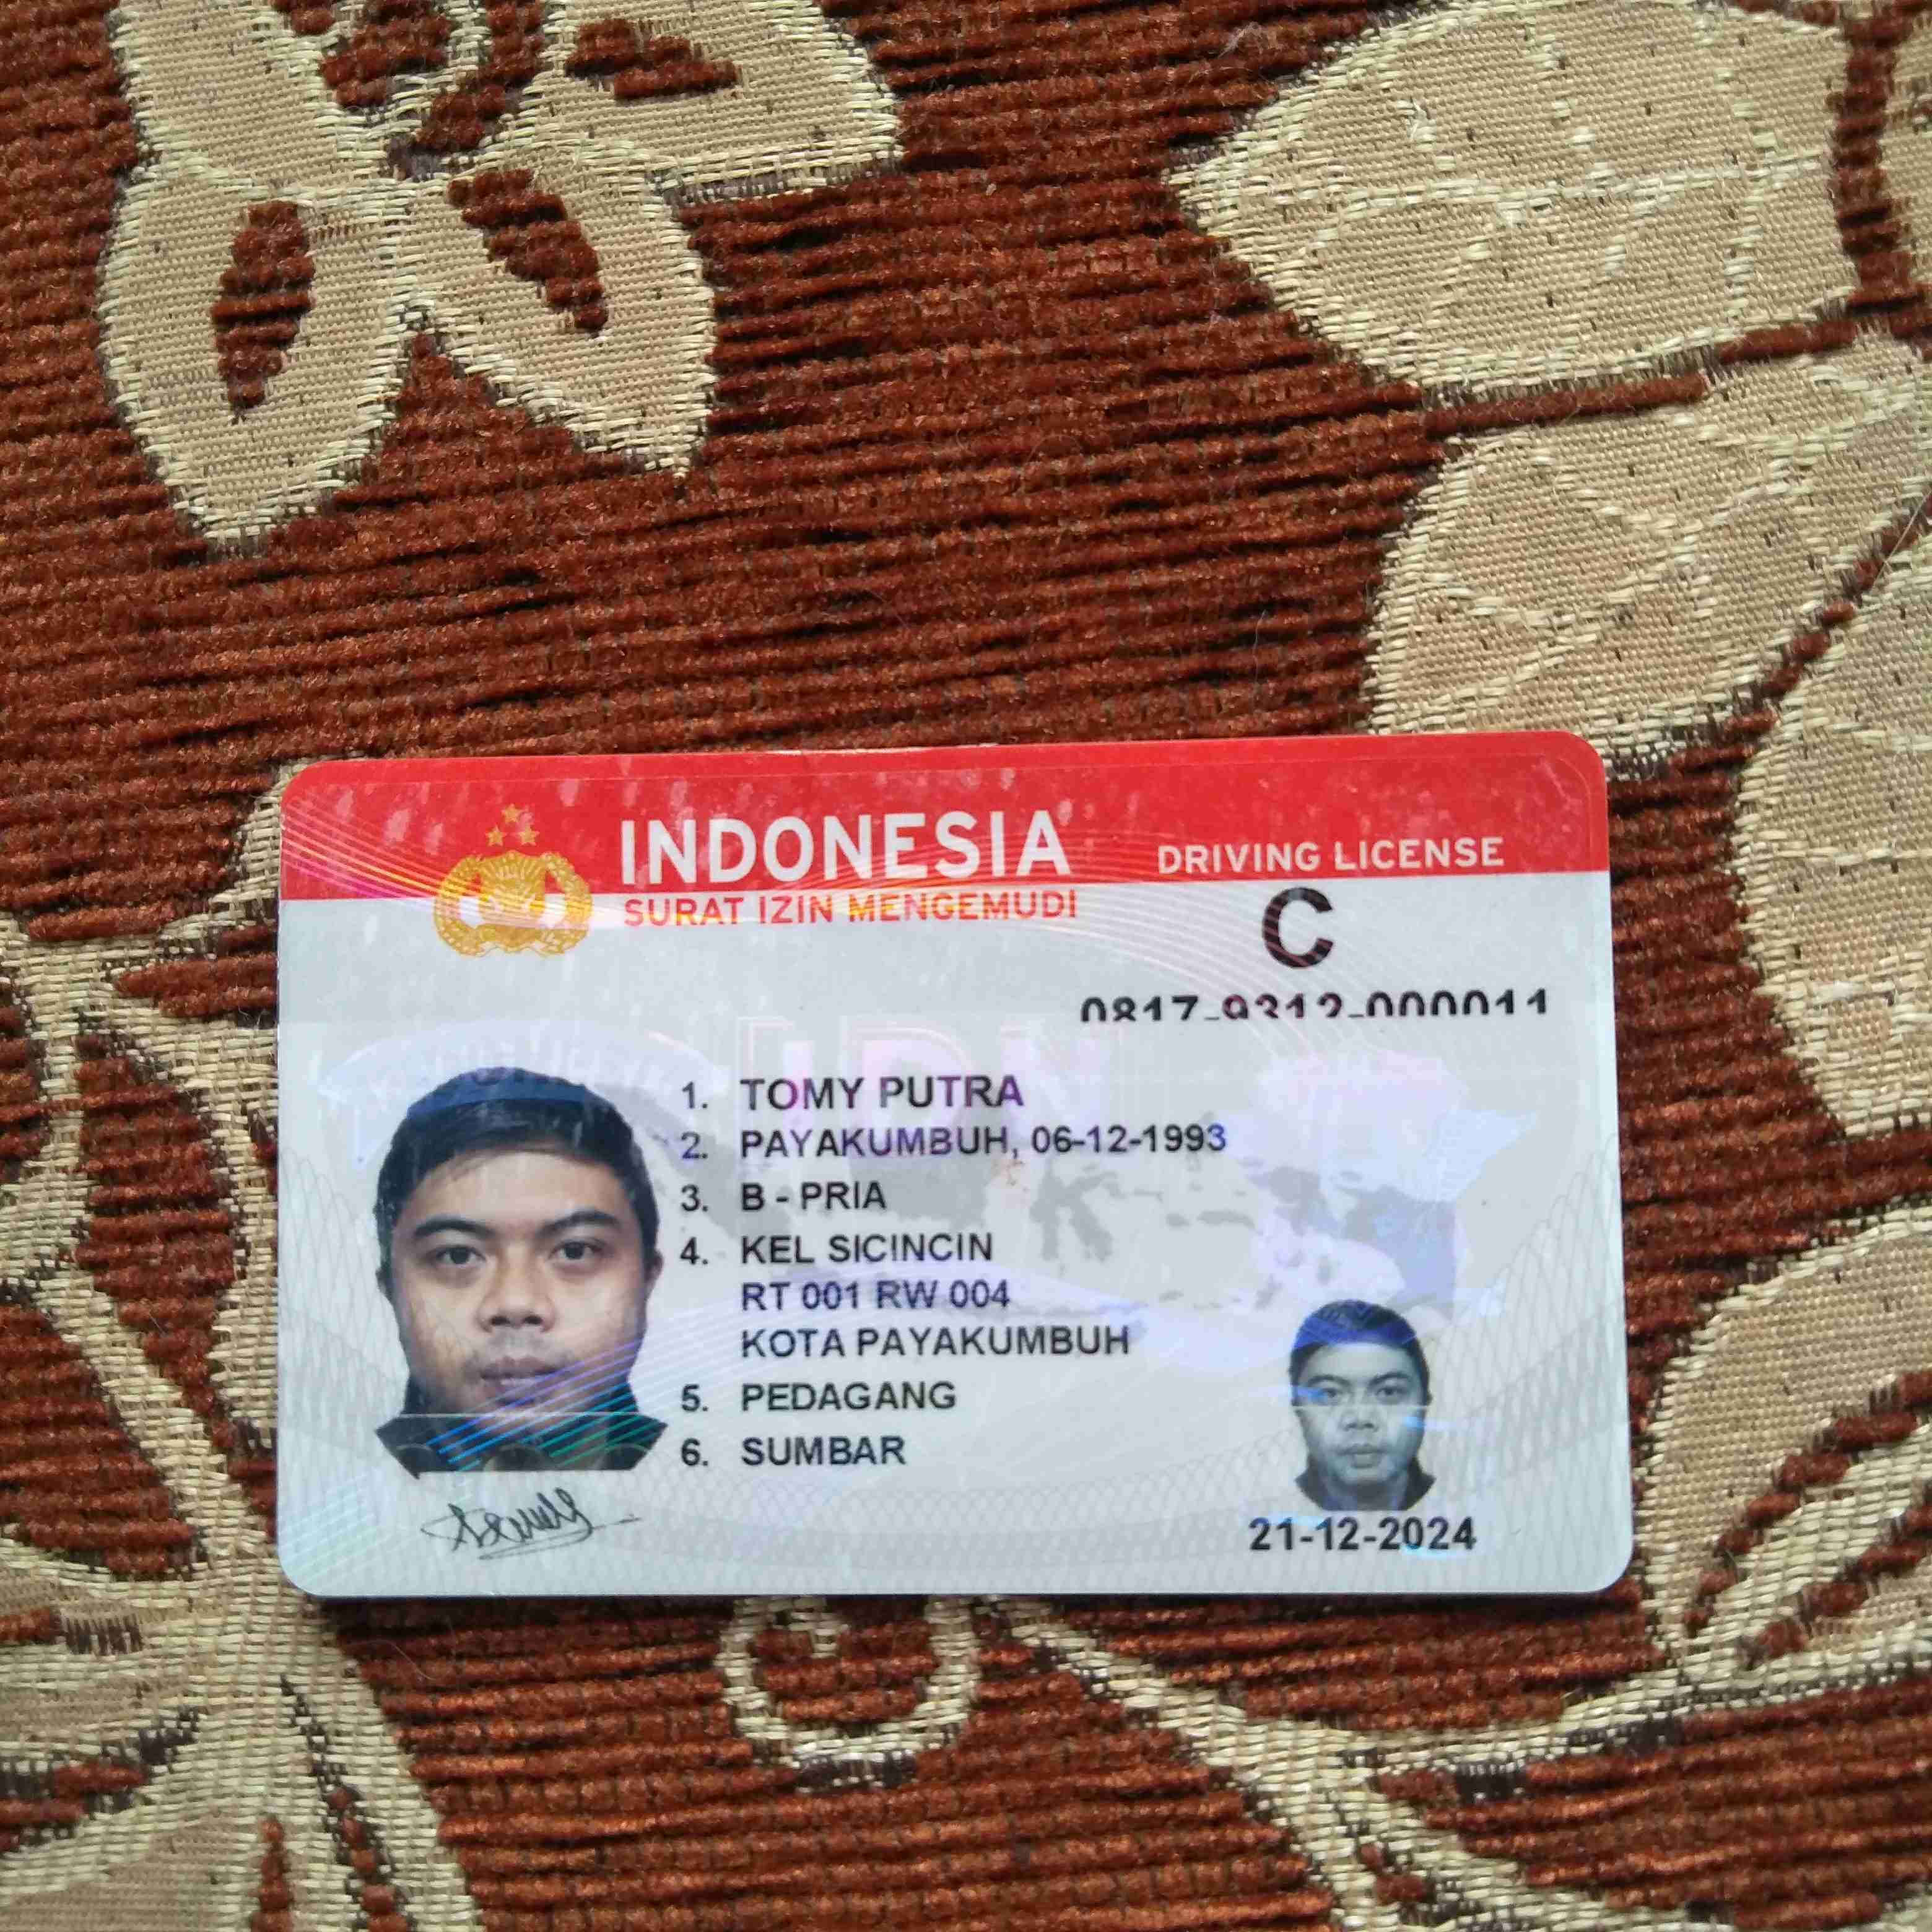 INDONESIA
DRIVING LICENSE
SURAT IZIN MENGEMUDI
C
0817-9312-000011
1. TOMY PUTRA
2. PAYAKUMBUH, 06-12-1993
3. B - PRIA
4. KEL SICINCIN
RT 001 RW 004
KOTA PAYAKUMBUH
5. PEDAGANG
6. SUMBAR
21-12-2024